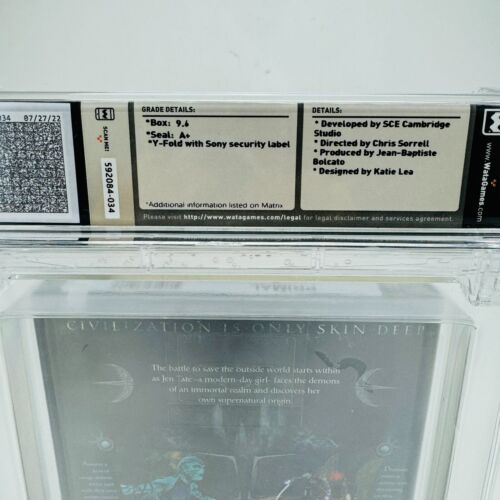 034 07/27/22
SCAN ME!
592084-034
GRADE DETAILS:
*Box: 9.6
*Seal: A+
*Y-Fold with Sony security label
*Additional information listed on Matrix
DETAILS:
* Developed by SCE Cambridge
Studio
* Directed by Chris Sorrell
* Produced by Jean-Baptiste
Bolcato
* Designed by Katie Lea
www.WataGames.com
Please visit http://www.watagames.com/legal for legal disclaimer and services agreement.
CIVILIZATION IS ONLY SKIN DEEP
The battle to save the outside world starts within
as Jen Tate–a modern-day girl– faces the demons
of an immortal realm and discovers her
own supernatural origin.